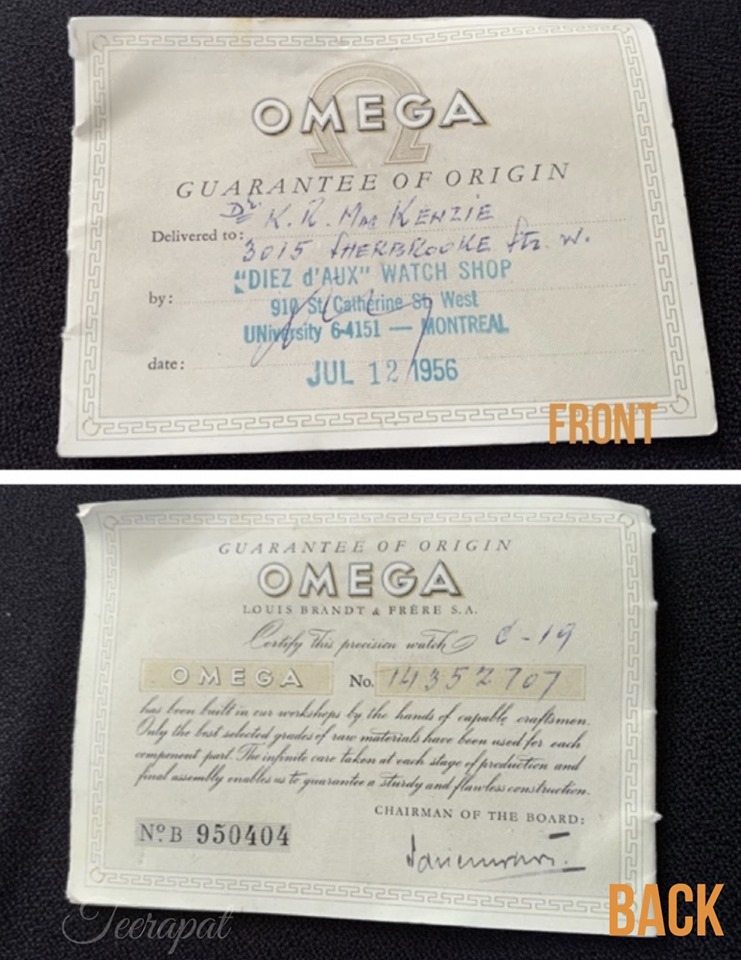 OMEGA
GUARANTEE OF ORIGIN
Dr. K. R. MacKENZIE
Delivered to: 3015 SHERBROOKE Str. W.
"DIEZ d'AUX" WATCH SHOP
by: 910 St. Catherine St. West
UNiversity 6-4151 — MONTREAL
date: JUL 12 1956
FRONT
GUARANTEE OF ORIGIN
OMEGA
LOUIS BRANDT & FRÈRE S.A.
Certify this precision watch C-19
OMEGA No. 14352707
has been built in our workshops by the hands of capable craftsmen.
Only the best selected grades of raw materials have been used for each
component part. The infinite care taken at each stage of production and
final assembly enables us to guarantee a sturdy and flawless construction.
CHAIRMAN OF THE BOARD:
No. B 950404
Teerapat
BACK